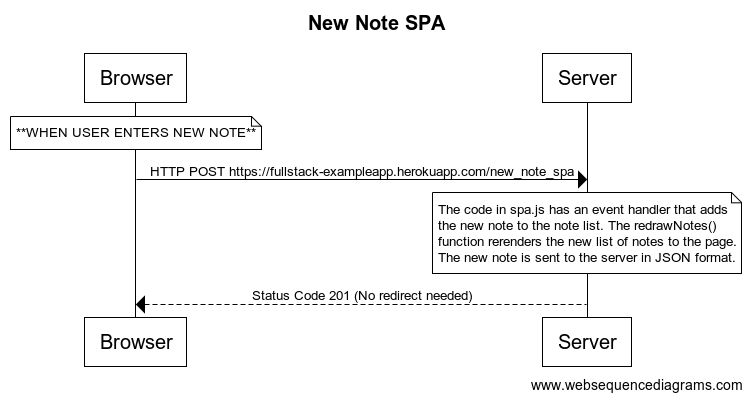 New Note SPA
Browser
Server
**WHEN USER ENTERS NEW NOTE**
HTTP POST https://fullstack-exampleapp.herokuapp.com/new_note_spa
The code in spa.js has an event handler that adds
the new note to the note list. The redrawNotes()
function rerenders the new list of notes to the page.
The new note is sent to the server in JSON format.
Status Code 201 (No redirect needed)
Browser
Server
www.websequencediagrams.com